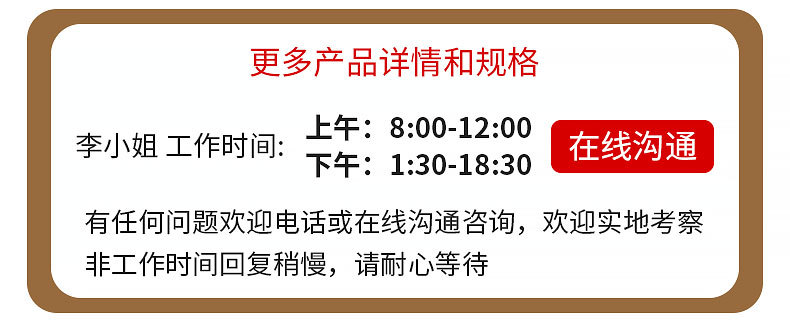 更多产品详情和规格
李小姐 工作时间:
上午：8:00-12:00
下午：1:30-18:30
在线沟通
有任何问题欢迎电话或在线沟通咨询，欢迎实地考察
非工作时间回复稍慢，请耐心等待